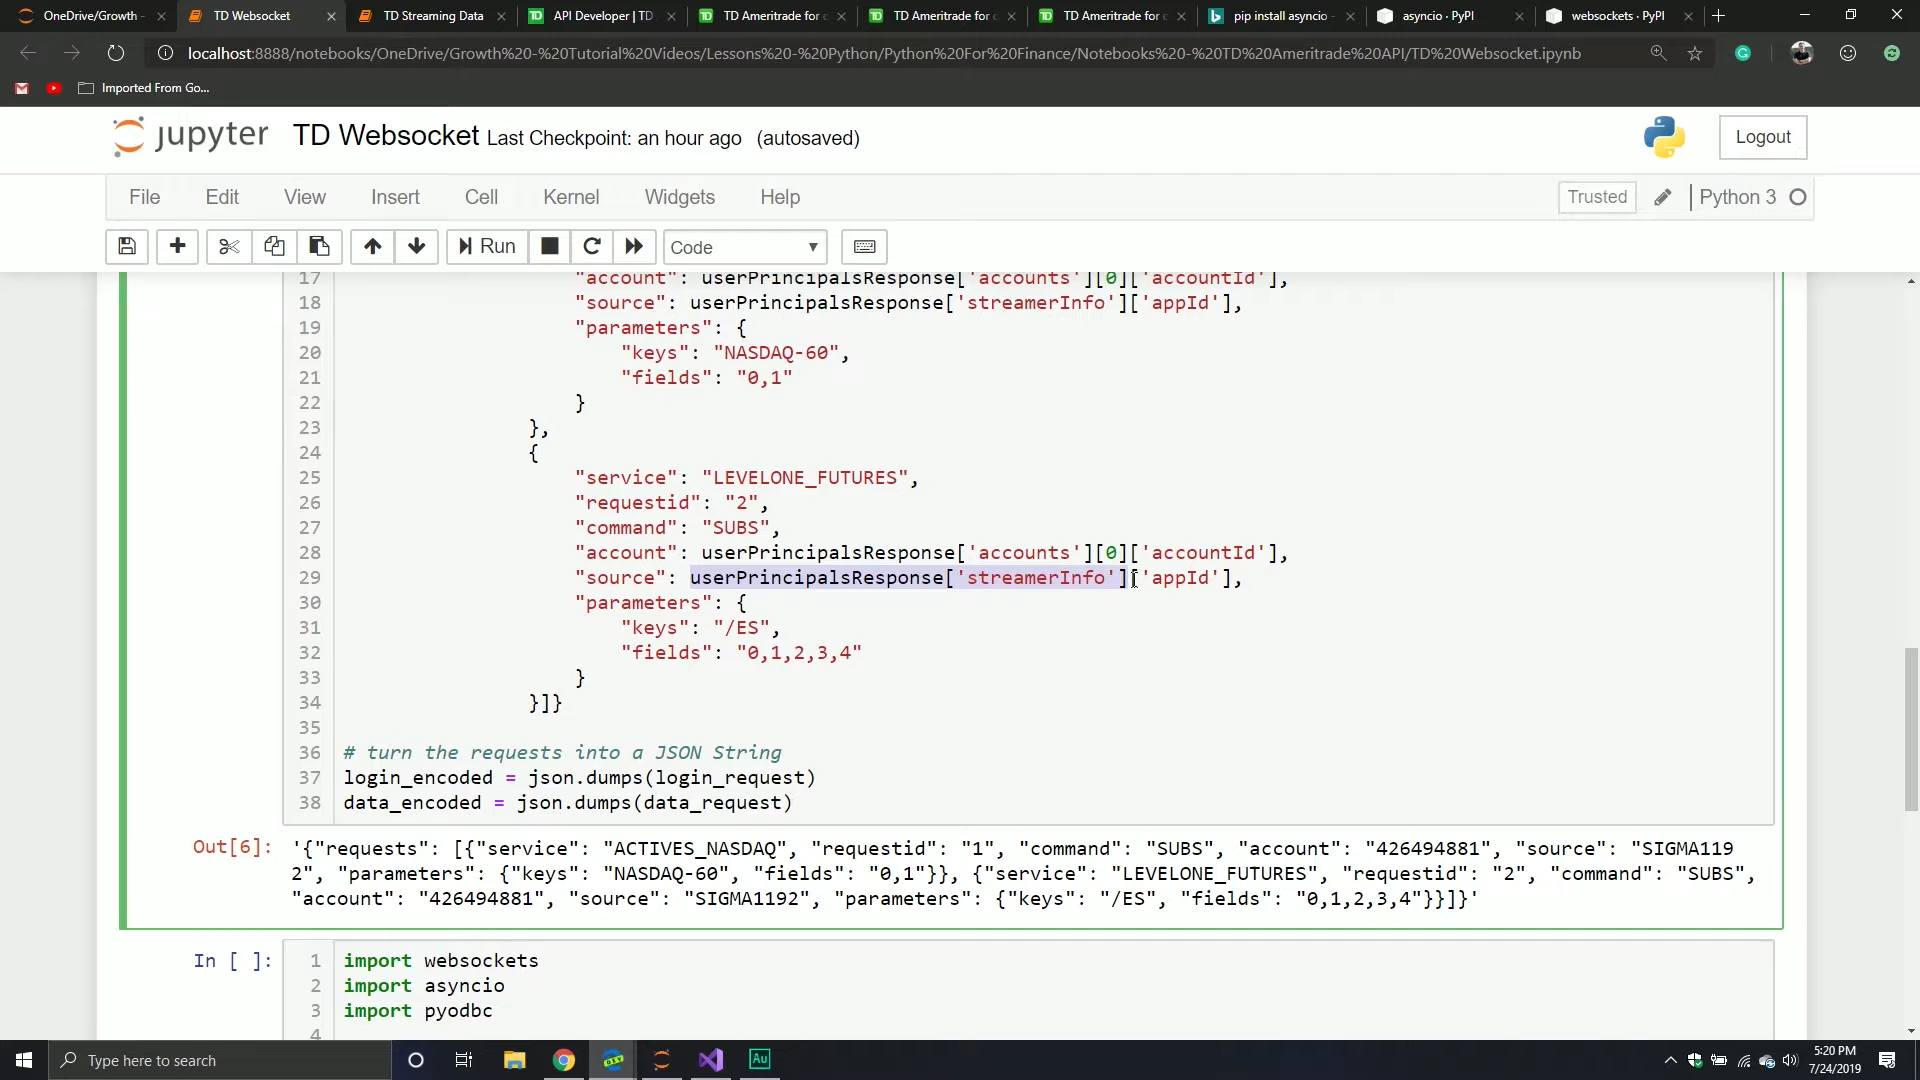 OneDrive/Growth -
TD Websocket
TD Streaming Data
API Developer | TD
TD Ameritrade for
TD Ameritrade for
TD Ameritrade for
pip install asyncio -
asyncio · PyPI
websockets · PyPI
localhost:8888/notebooks/OneDrive/Growth%20-%20Tutorial%20Videos/Lessons%20-%20Python/Python%20For%20Finance/Notebooks%20-%20TD%20Ameritrade%20API/TD%20Websocket.ipynb
Imported From Go...
jupyter TD Websocket Last Checkpoint: an hour ago (autosaved)
Logout
File Edit View Insert Cell Kernel Widgets Help
Trusted Python 3
Run Code
17 "account": userPrincipalsResponse['accounts'][0]['accountId'],
18 "source": userPrincipalsResponse['streamerInfo']['appId'],
19 "parameters": {
20 "keys": "NASDAQ-60",
21 "fields": "0,1"
22 }
23 },
24 {
25 "service": "LEVELONE_FUTURES",
26 "requestid": "2",
27 "command": "SUBS",
28 "account": userPrincipalsResponse['accounts'][0]['accountId'],
29 "source": userPrincipalsResponse['streamerInfo']['appId'],
30 "parameters": {
31 "keys": "/ES",
32 "fields": "0,1,2,3,4"
33 }
34 }]}
35
36 # turn the requests into a JSON String
37 login_encoded = json.dumps(login_request)
38 data_encoded = json.dumps(data_request)
Out[6]: '{"requests": [{"service": "ACTIVES_NASDAQ", "requestid": "1", "command": "SUBS", "account": "426494881", "source": "SIGMA119
2", "parameters": {"keys": "NASDAQ-60", "fields": "0,1"}}, {"service": "LEVELONE_FUTURES", "requestid": "2", "command": "SUBS",
"account": "426494881", "source": "SIGMA1192", "parameters": {"keys": "/ES", "fields": "0,1,2,3,4"}}]}'
In [ ]: 1 import websockets
2 import asyncio
3 import pyodbc
4
Type here to search
DEV
Au
5:20 PM
7/24/2019